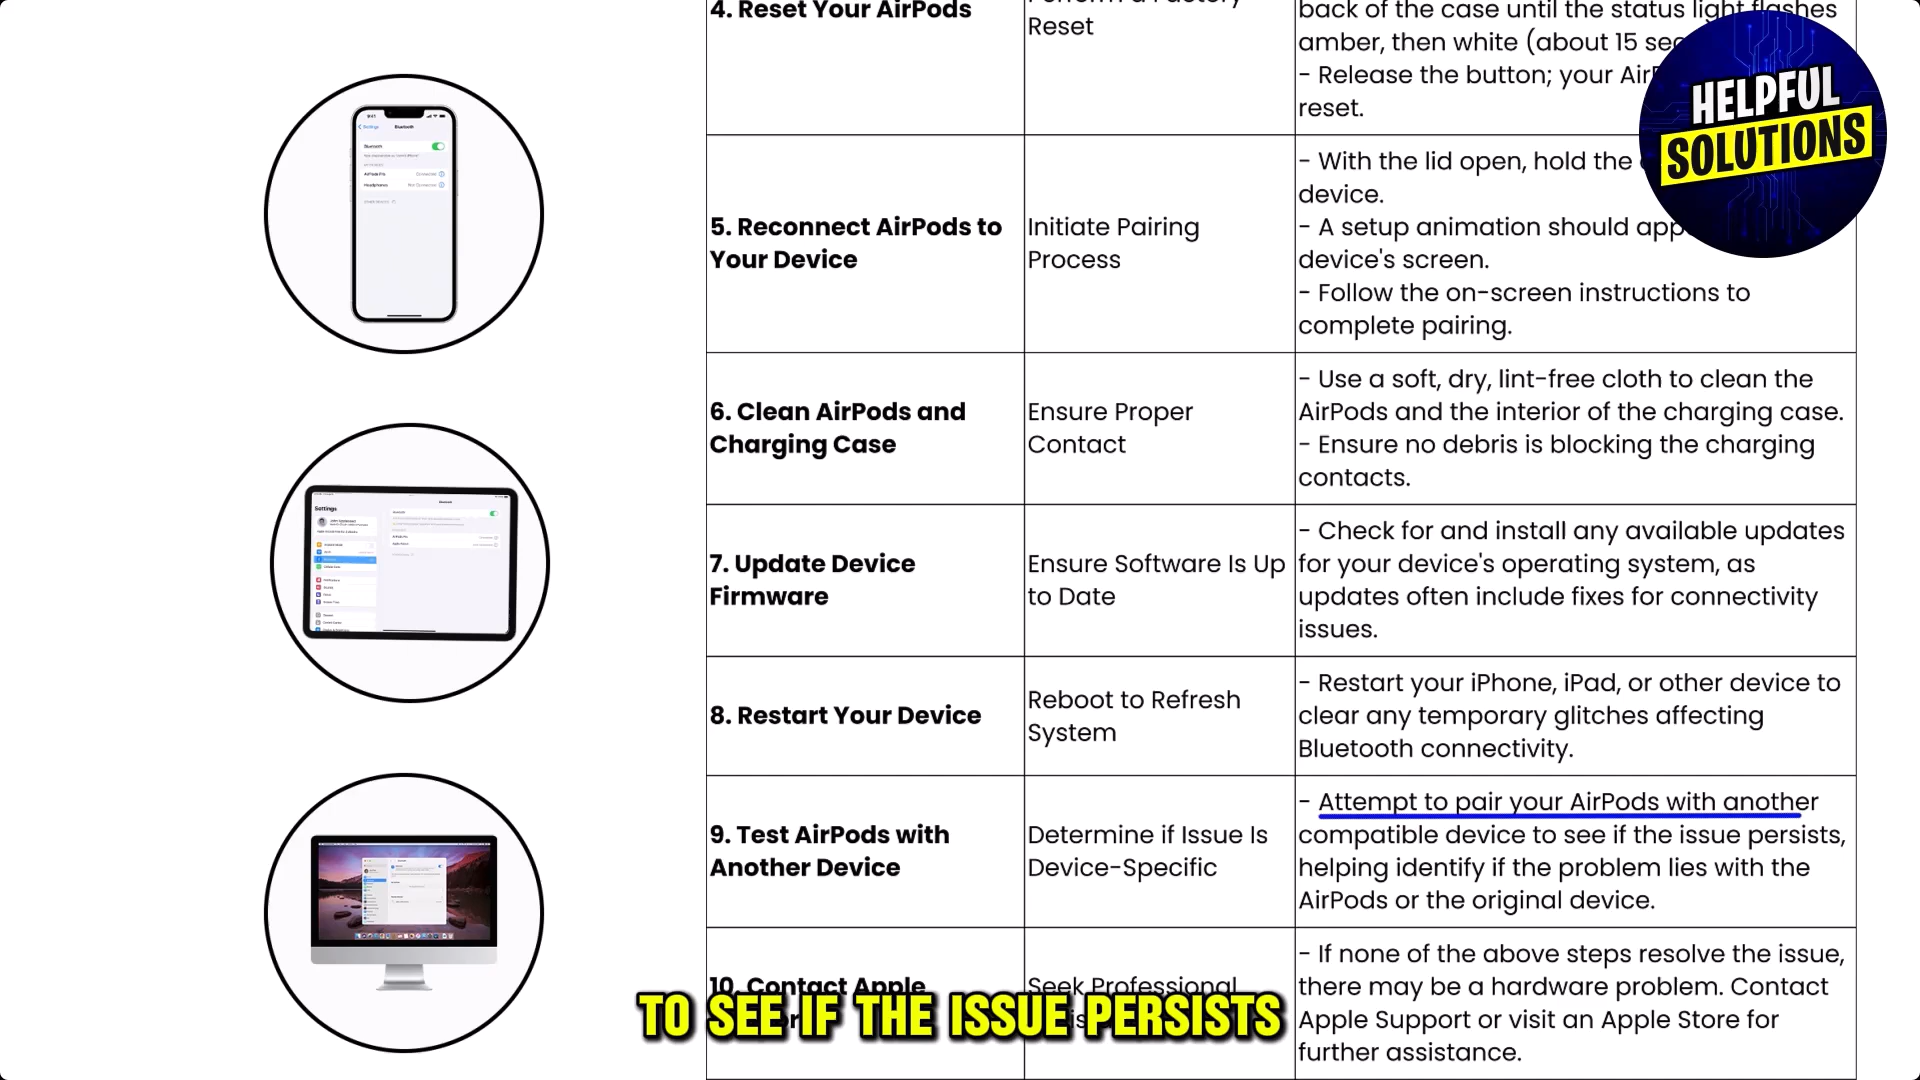 4. Reset Your AirPods
Reset
back of the case until the status light flashes
amber, then white (about 15
- Release the button; your
reset.
HELPFUL
SOLUTIONS
5. Reconnect AirPods to
Your Device
Initiate Pairing
Process
- With the lid open, hold the
device.
- A setup animation should
device's screen.
- Follow the on-screen instructions to
complete pairing.
6. Clean AirPods and
Charging Case
Ensure Proper
Contact
- Use a soft, dry, lint-free cloth to clean the
AirPods and the interior of the charging case.
- Ensure no debris is blocking the charging
contacts.
7. Update Device
Firmware
Ensure Software Is Up
to Date
- Check for and install any available updates
for your device's operating system, as
updates often include fixes for connectivity
issues.
8. Restart Your Device
Reboot to Refresh
System
- Restart your iPhone, iPad, or other device to
clear any temporary glitches affecting
Bluetooth connectivity.
9. Test AirPods with
Another Device
Determine if Issue Is
Device-Specific
- Attempt to pair your AirPods with another
compatible device to see if the issue persists,
helping identify if the problem lies with the
AirPods or the original device.
10. Contact Apple
Seek Professional
- If none of the above steps resolve the issue,
there may be a hardware problem. Contact
Apple Support or visit an Apple Store for
further assistance.
TO SEE IF THE ISSUE PERSISTS
Settings
Bluetooth
Bluetooth
AirPods Pro
Headphones
Settings